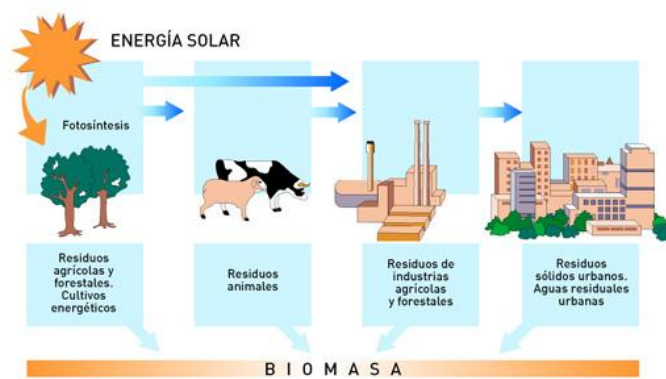 ENERGÍA SOLAR
Fotosíntesis
Residuos
agrícolas y
forestales.
Cultivos
energéticos
Residuos
animales
Residuos de
industrias
agrícolas
y forestales
Residuos
sólidos urbanos.
Aguas residuales
urbanas
BIOMASA